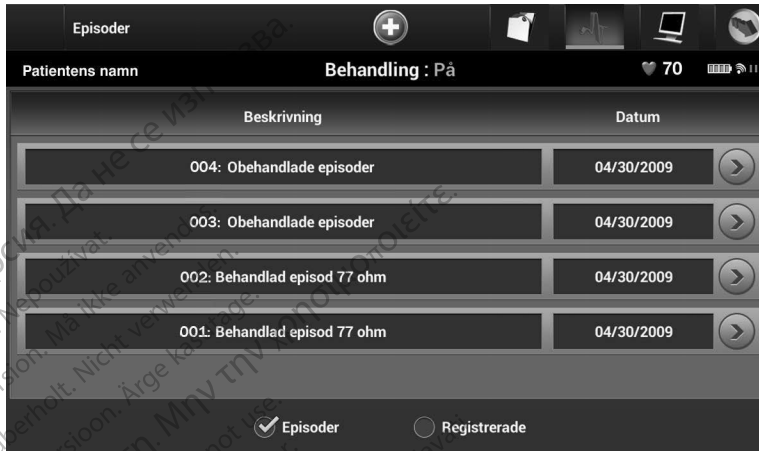 Episoder
Patientens namn
Behandling : På
70
Beskrivning
Datum
004: Obehandlade episoder
04/30/2009
003: Obehandlade episoder
04/30/2009
002: Behandlad episod 77 ohm
04/30/2009
001: Behandlad episod 77 ohm
04/30/2009
Episoder
Registrerade